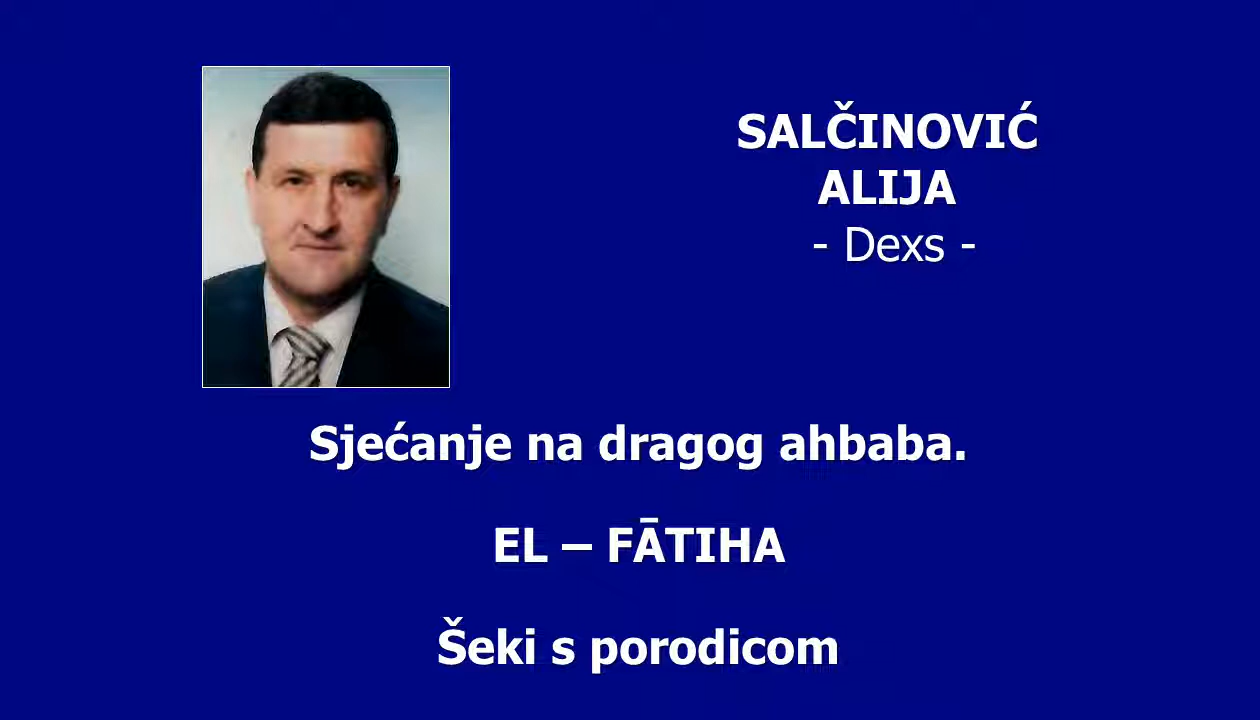 SALČINOVIĆ
ALIJA
- Dexs -
Sjećanje na dragog ahbaba.
EL – FĀTIHA
Šeki s porodicom